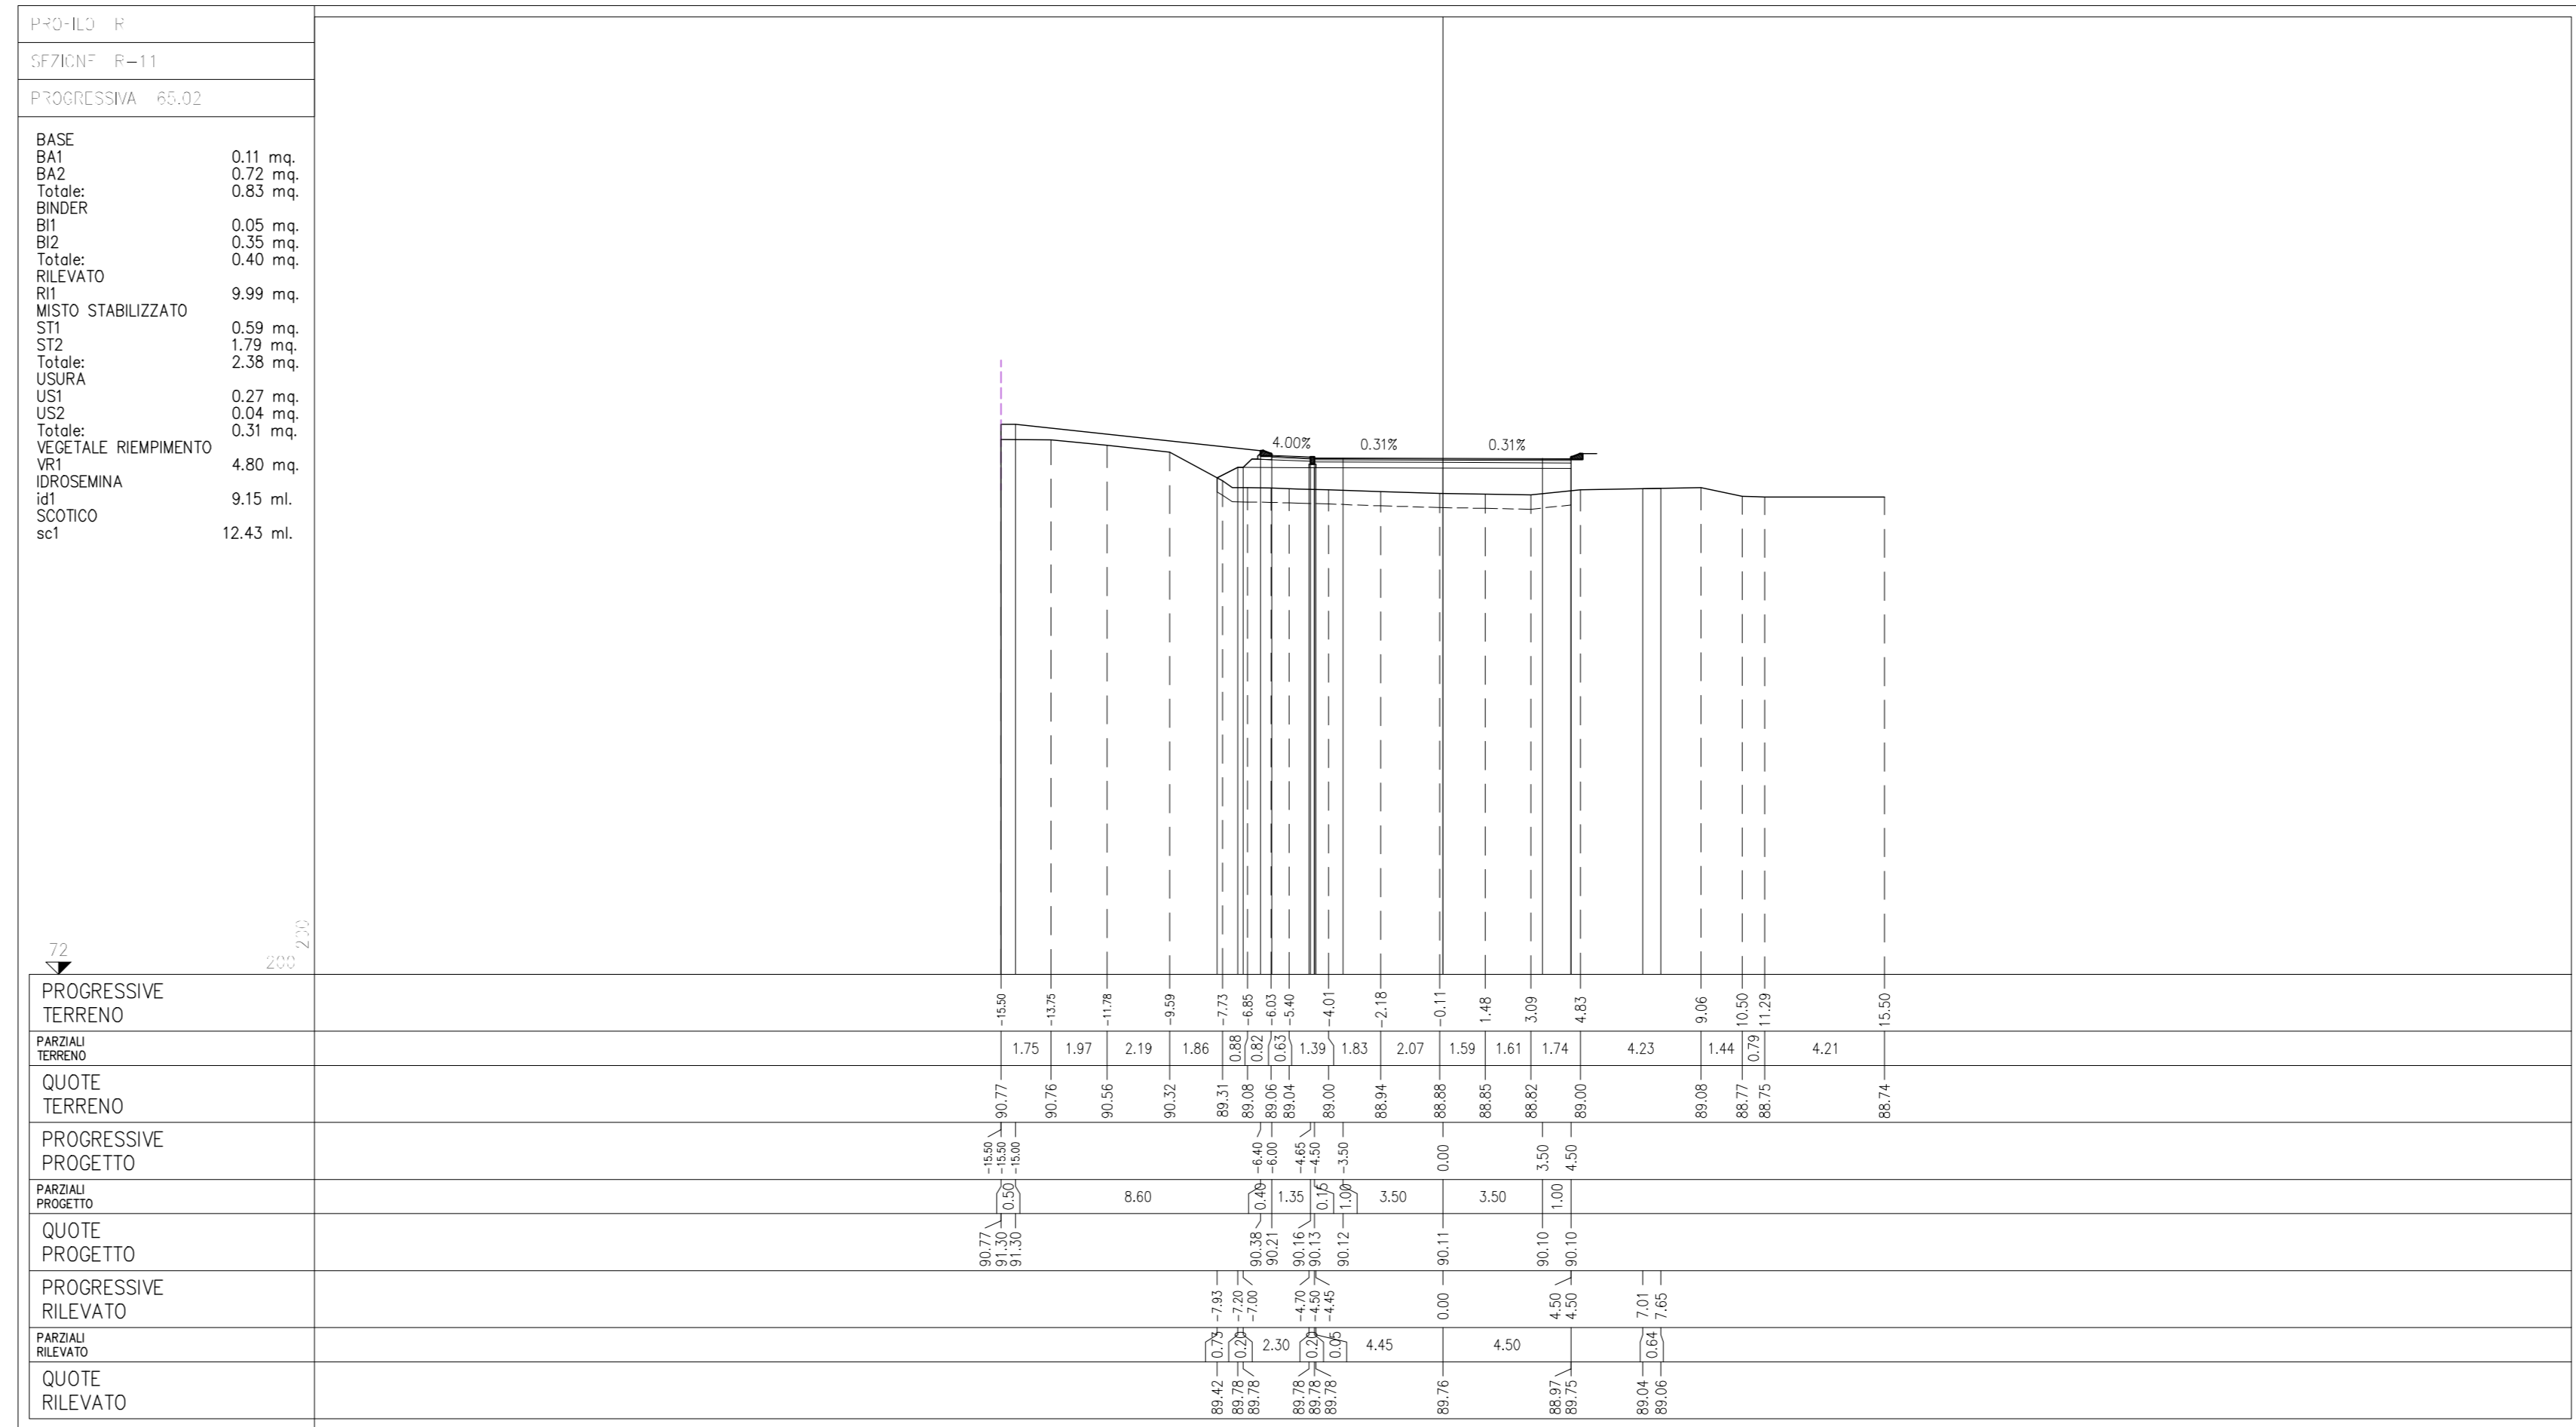 PROFILO R
SEZIONE R-11
PROGRESSIVA 65.02
BASE
BA1 0.11 mq.
BA2 0.72 mq.
Totale: 0.83 mq.
BINDER
BI1 0.05 mq.
BI2 0.35 mq.
Totale: 0.40 mq.
RILEVATO
RI1 9.99 mq.
MISTO STABILIZZATO
ST1 0.59 mq.
ST2 1.79 mq.
Totale: 2.38 mq.
USURA
US1 0.27 mq.
US2 0.04 mq.
Totale: 0.31 mq.
VEGETALE RIEMPIMENTO
VR1 4.80 mq.
IDROSEMINA
id1 9.15 ml.
SCOTICO
sc1 12.43 ml.
4.00% 0.31% 0.31%
72 200 200
PROGRESSIVE TERRENO -15.50 -13.75 -11.78 -9.59 -7.73 -6.85 -6.03 -5.40 -4.01 -2.18 -0.11 1.48 3.09 4.83 9.06 10.50 11.29 15.50
PARZIALI TERRENO 1.75 1.97 2.19 1.86 0.88 0.82 0.63 1.39 1.83 2.07 1.59 1.61 1.74 4.23 1.44 0.79 4.21
QUOTE TERRENO 90.77 90.76 90.56 90.32 89.31 89.08 89.06 89.04 89.00 88.94 88.88 88.85 88.82 89.00 89.08 88.77 88.75 88.74
PROGRESSIVE PROGETTO -15.50 -15.50 -15.00 -6.40 -6.00 -4.65 -4.50 -3.50 0.00 3.50 4.50
PARZIALI PROGETTO 0.50 8.60 0.40 1.35 0.15 1.00 3.50 3.50 1.00
QUOTE PROGETTO 90.77 91.30 91.30 90.38 90.21 90.16 90.13 90.12 90.11 90.10 90.10
PROGRESSIVE RILEVATO -7.93 -7.20 -7.00 -4.70 -4.50 -4.45 0.00 4.50 4.50 7.01 7.65
PARZIALI RILEVATO 0.73 0.20 2.30 0.20 0.05 4.45 4.50 0.64
QUOTE RILEVATO 89.42 89.78 89.78 89.78 89.78 89.78 89.76 88.97 89.75 89.04 89.06